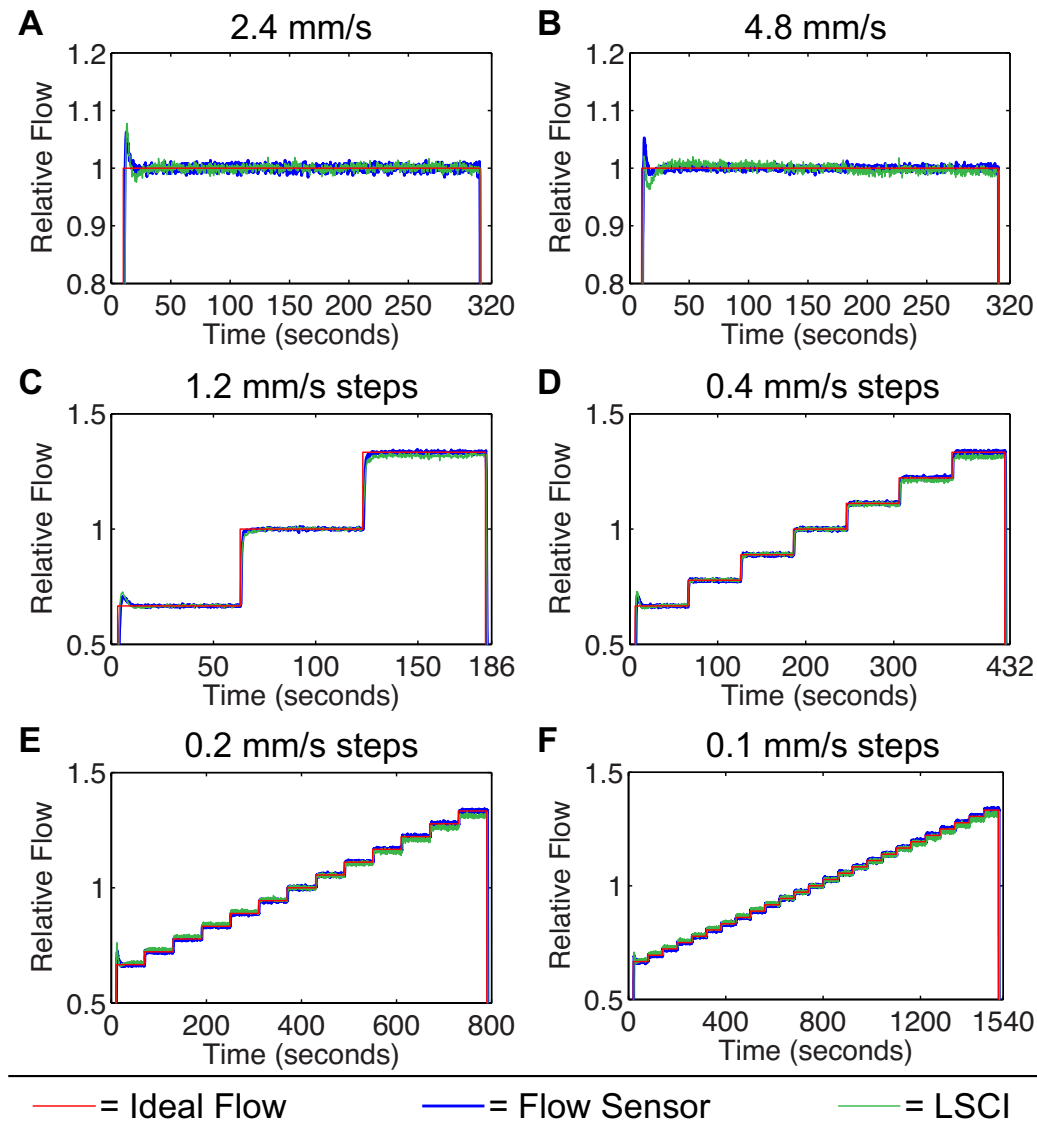 A
2.4 mm/s
1.2
1.1
1
0.9
0.8
Relative Flow
0 50 100 150 200 250 320
Time (seconds)
B
4.8 mm/s
1.2
1.1
1
0.9
0.8
Relative Flow
0 50 100 150 200 250 320
Time (seconds)
C
1.2 mm/s steps
1.5
1
0.5
Relative Flow
0 50 100 150 186
Time (seconds)
D
0.4 mm/s steps
1.5
1
0.5
Relative Flow
0 100 200 300 432
Time (seconds)
E
0.2 mm/s steps
1.5
1
0.5
Relative Flow
0 200 400 600 800
Time (seconds)
F
0.1 mm/s steps
1.5
1
0.5
Relative Flow
0 400 800 1200 1540
Time (seconds)
= Ideal Flow = Flow Sensor = LSCI